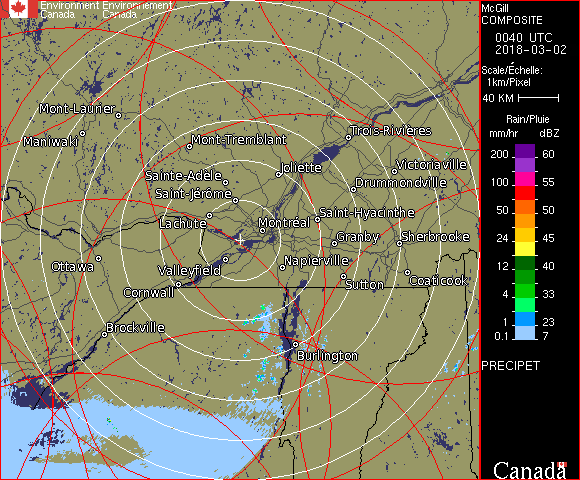 Environment Environnement
Canada Canada
McGill
COMPOSITE
0040 UTC
2018-03-02
Scale/Échelle:
1km/Pixel
40 KM
Rain/Pluie
mm/hr dBZ
200 60
150 57
100 55
50 50
24 45
12 40
4 33
1 23
0.1 7
PRECIPET
Canada
Mont-Laurier
Maniwaki
Mont-Tremblant
Trois-Rivières
Sainte-Adèle
Joliette
Victoriaville
Saint-Jérôme
Drummondville
Lachute
Montréal
Saint-Hyacinthe
Granby
Sherbrooke
Ottawa
Valleyfield
Napierville
Cornwall
Sutton
Coaticook
Brockville
Burlington